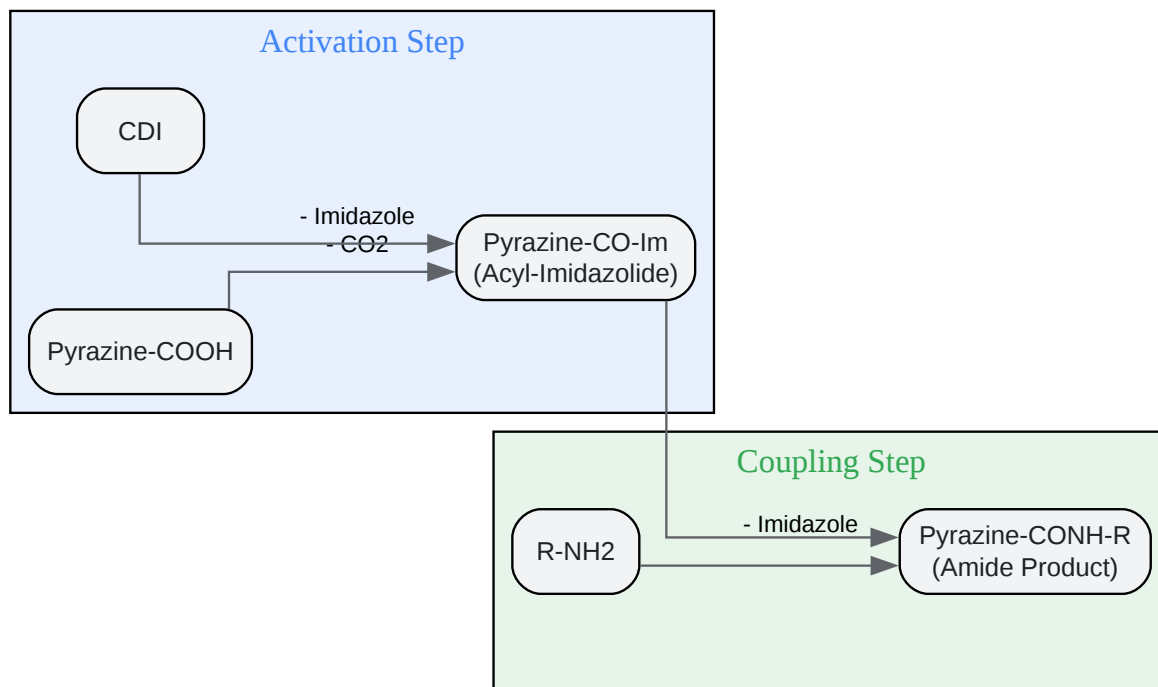 Activation Step
CDI
- Imidazole
- CO2
Pyrazine-CO-Im
(Acyl-Imidazolide)
Pyrazine-COOH
Coupling Step
- Imidazole
R-NH2
Pyrazine-CONH-R
(Amide Product)